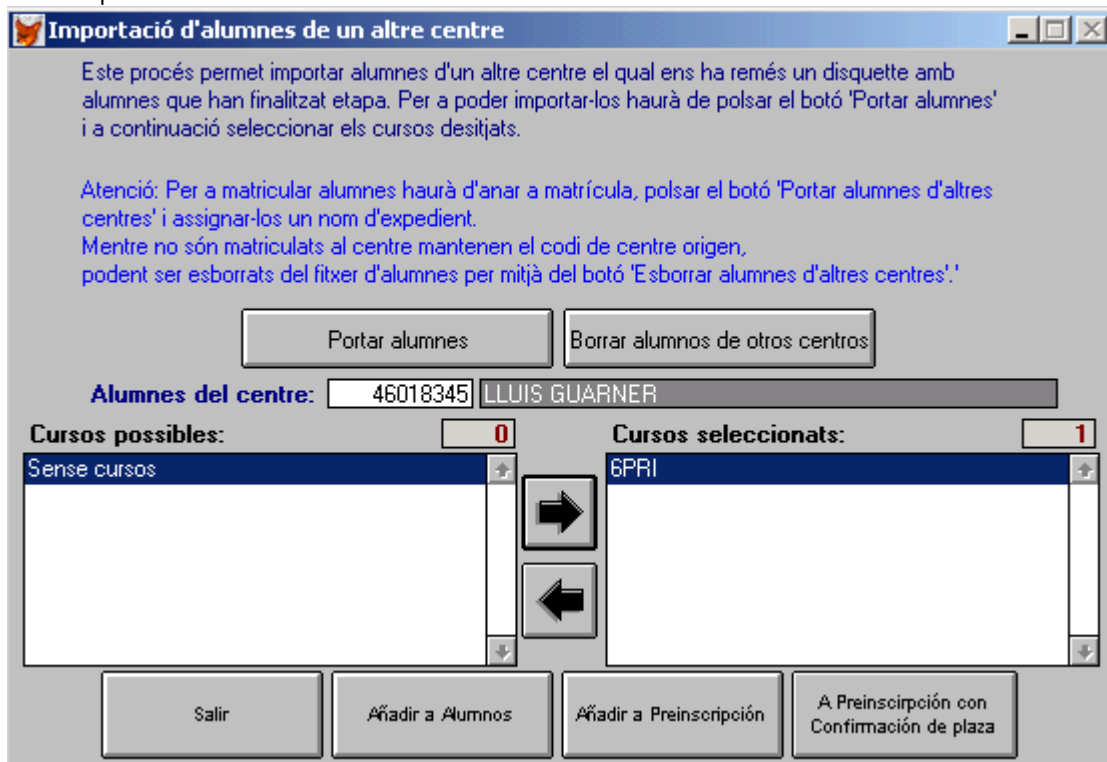 Importació d'alumnes de un altre centre
Este procés permet importar alumnes d'un altre centre el qual ens ha remés un disquette amb
alumnes que han finalitzat etapa. Per a poder importar-los haurà de polsar el botó 'Portar alumnes'
i a continuació seleccionar els cursos desitjats.
Atenció: Per a matricular alumnes haurà d'anar a matrícula, polsar el botó 'Portar alumnes d'altres
centres' i assignar-los un nom d'expedient.
Mentre no són matriculats al centre mantenen el codi de centre origen,
podent ser esborrats del fitxer d'alumnes per mitjà del botó 'Esborrar alumnes d'altres centres'.'
Portar alumnes
Borrar alumnos de otros centros
Alumnes del centre: 46018345 LLUIS GUARNER
Cursos possibles: 0
Cursos seleccionats: 1
Sense cursos
6PRI
Salir
Añadir a Alumnos
Añadir a Preinscripción
A Preinscirpción con
Confirmación de plaza